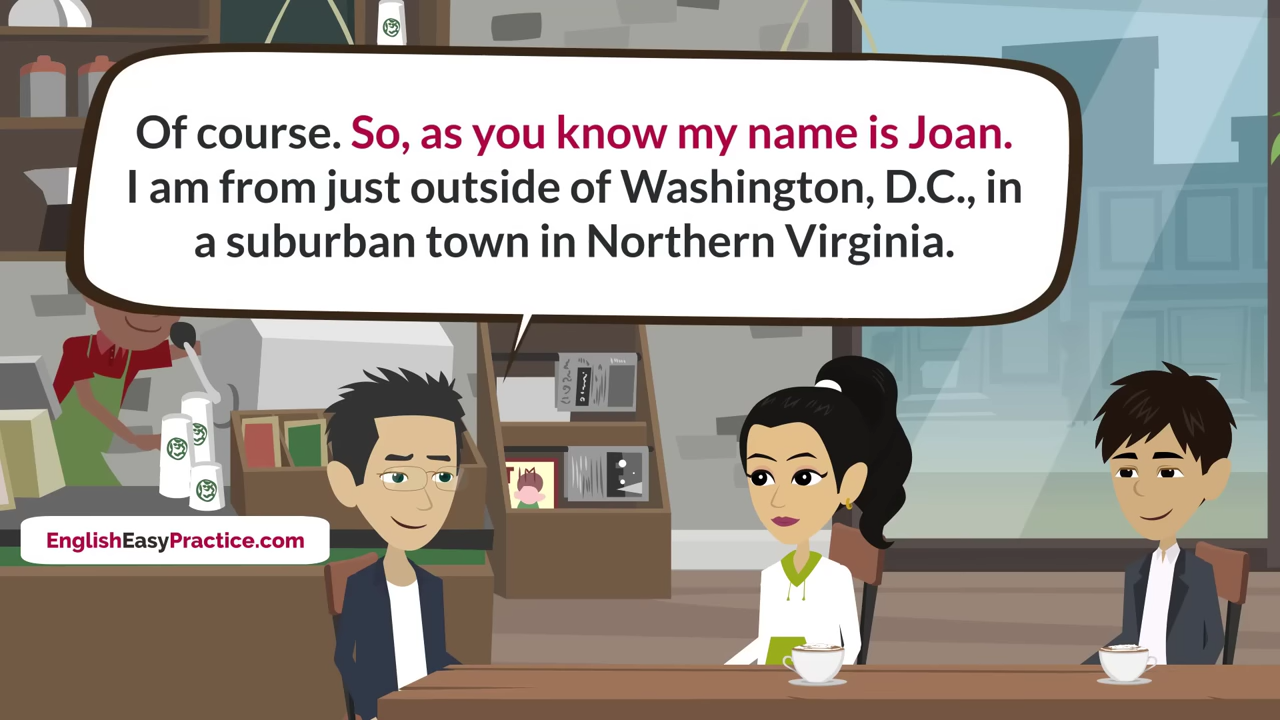 Of course. So, as you know my name is Joan.
I am from just outside of Washington, D.C., in
a suburban town in Northern Virginia.
EnglishEasyPractice.com